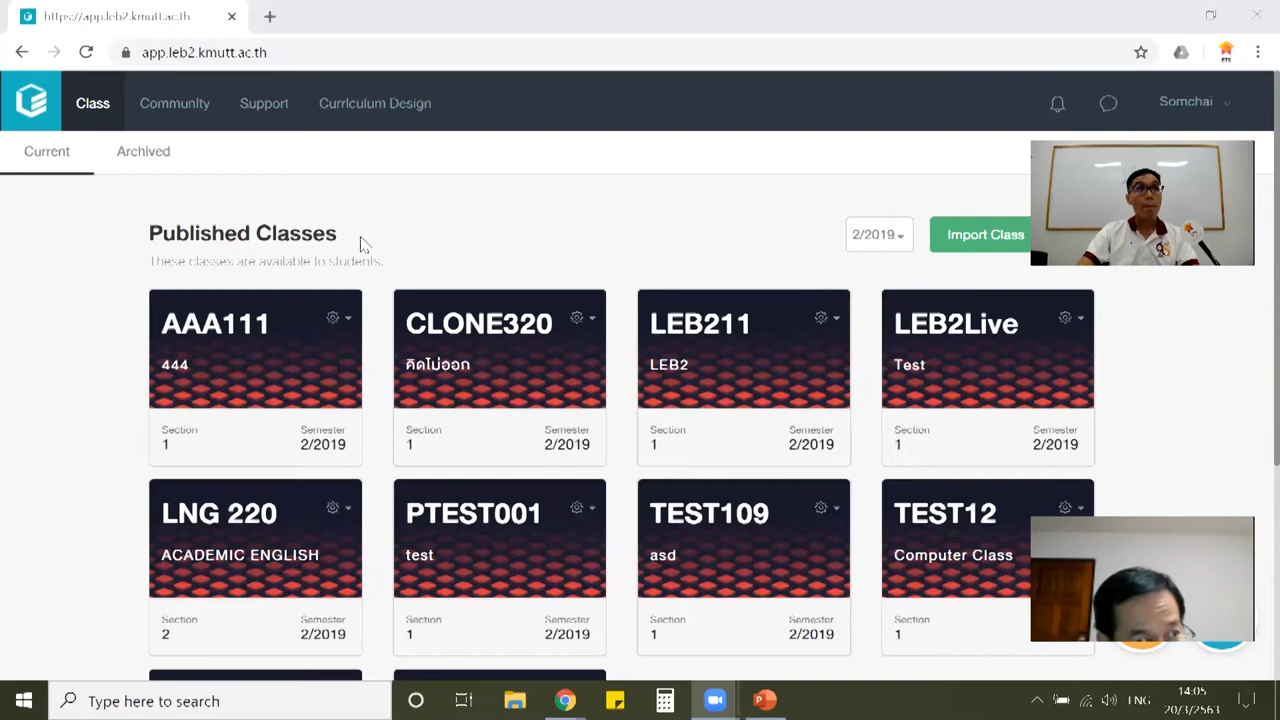 https://app.leb2.kmutt.ac.th
app.leb2.kmutt.ac.th
ETS
Class
Community
Support
Curriculum Design
Somchai
Current
Archived
Published Classes
2/2019
Import Class
These classes are available to students.
AAA111
444
Section
1
Semester
2/2019
CLONE320
คิดไม่ออก
Section
1
Semester
2/2019
LEB211
LEB2
Section
1
Semester
2/2019
LEB2Live
Test
Section
1
Semester
2/2019
LNG 220
ACADEMIC ENGLISH
Section
2
Semester
2/2019
PTEST001
test
Section
1
Semester
2/2019
TEST109
asd
Section
1
Semester
2/2019
TEST12
Computer Class
Section
1
Type here to search
ENG
14:05
20/3/2563